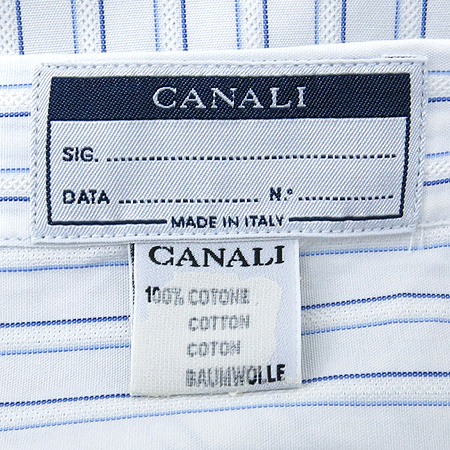 CANALI
SIG. ..........................................
DATA .................... N.° ....................
MADE IN ITALY
CANALI
100% COTONE
COTTON
COTON
BAUMWOLLE